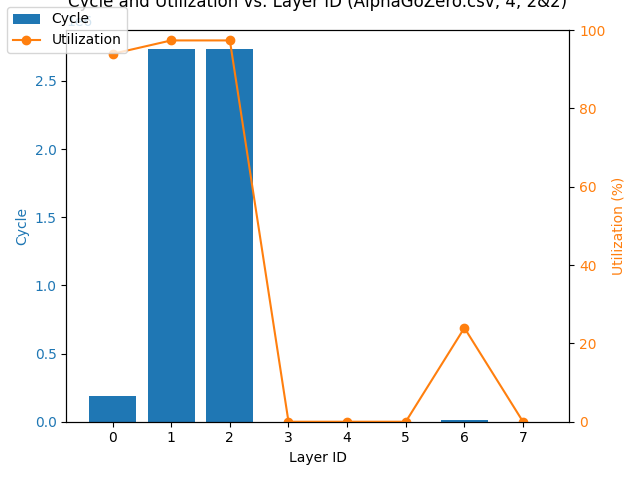 Cycle and Utilization vs. Layer ID (AlphaGoZero.csv, 4, 2&2)
Cycle
Utilization
100
2.5
80
2.0
60
1.5
Cycle
Utilization (%)
1.0
40
0.5
20
0.0
0
0 1 2 3 4 5 6 7
Layer ID